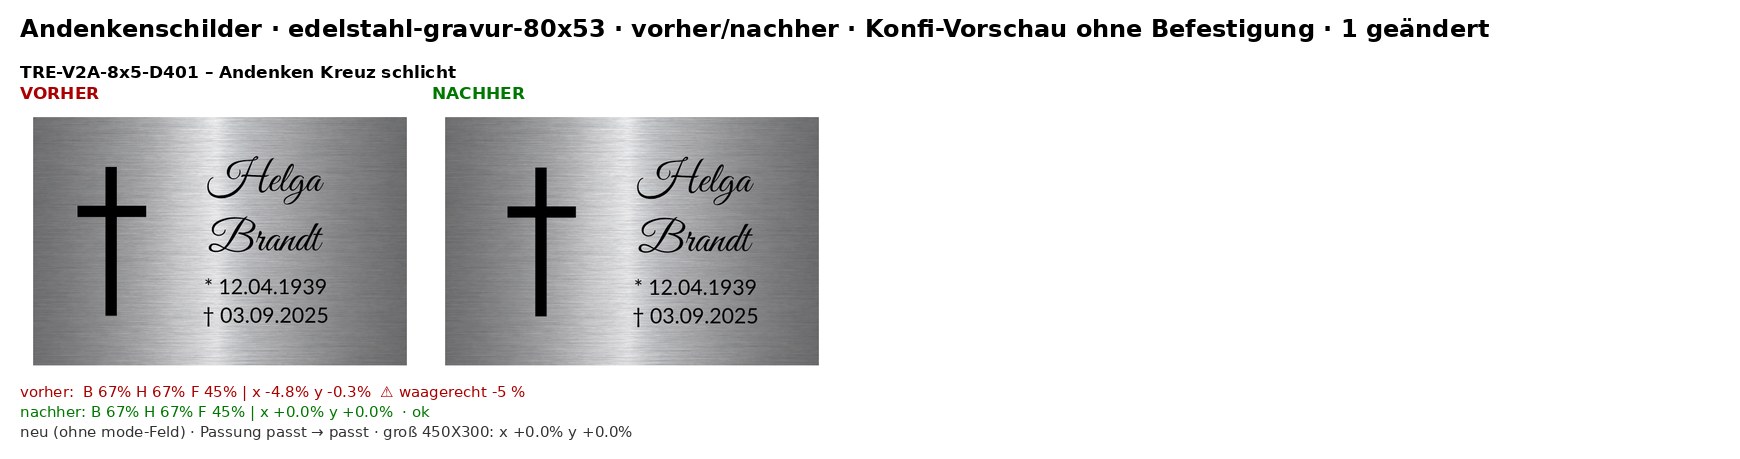 Andenkenschilder · edelstahl-gravur-80x53 · vorher/nachher · Konfi-Vorschau ohne Befestigung · 1 geändert
TRE-V2A-8x5-D401 – Andenken Kreuz schlicht
VORHER
NACHHER
Helga
Brandt
* 12.04.1939
† 03.09.2025
Helga
Brandt
* 12.04.1939
† 03.09.2025
vorher:  B 67% H 67% F 45% | x -4.8% y -0.3%  ⚠ waagerecht -5 %
nachher: B 67% H 67% F 45% | x +0.0% y +0.0%  · ok
neu (ohne mode-Feld) · Passung passt → passt · groß 450X300: x +0.0% y +0.0%